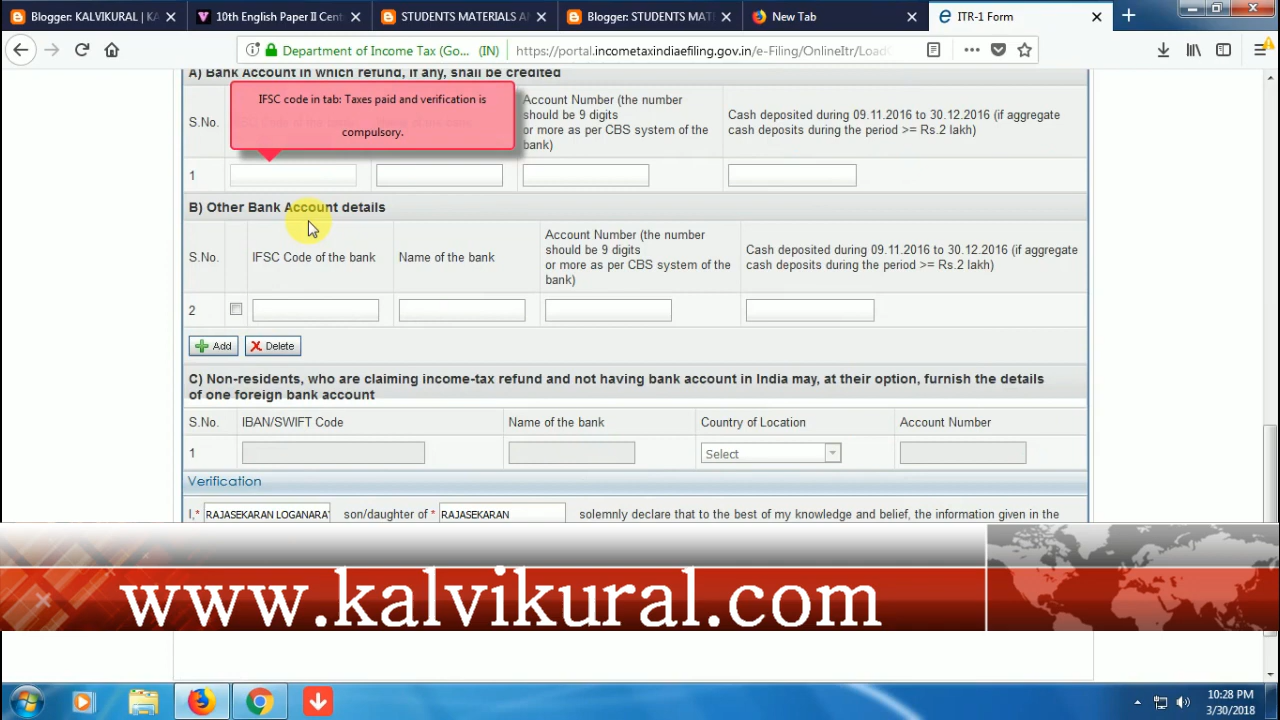 Blogger: KALVIKURAL | KA
10th English Paper II Cent
STUDENTS MATERIALS A
Blogger: STUDENTS MAT
New Tab
ITR-1 Form
Department of Income Tax (Go... (IN)
https://portal.incometaxindiaefiling.gov.in/e-Filing/OnlineItr/Load
A) Bank Account in which refund, if any, shall be credited
IFSC code in tab: Taxes paid and verification is
compulsory.
S.No.
Account Number (the number
should be 9 digits
or more as per CBS system of the
bank)
Cash deposited during 09.11.2016 to 30.12.2016 (if aggregate
cash deposits during the period >= Rs.2 lakh)
1
B) Other Bank Account details
S.No.
IFSC Code of the bank
Name of the bank
Account Number (the number
should be 9 digits
or more as per CBS system of the
bank)
Cash deposited during 09.11.2016 to 30.12.2016 (if aggregate
cash deposits during the period >= Rs.2 lakh)
2
Add
Delete
C) Non-residents, who are claiming income-tax refund and not having bank account in India may, at their option, furnish the details
of one foreign bank account
S.No.
IBAN/SWIFT Code
Name of the bank
Country of Location
Account Number
1
Select
Verification
I,* RAJASEKARAN LOGANARA son/daughter of * RAJASEKARAN solemnly declare that to the best of my knowledge and belief, the information given in the
www.kalvikural.com
10:28 PM
3/30/2018